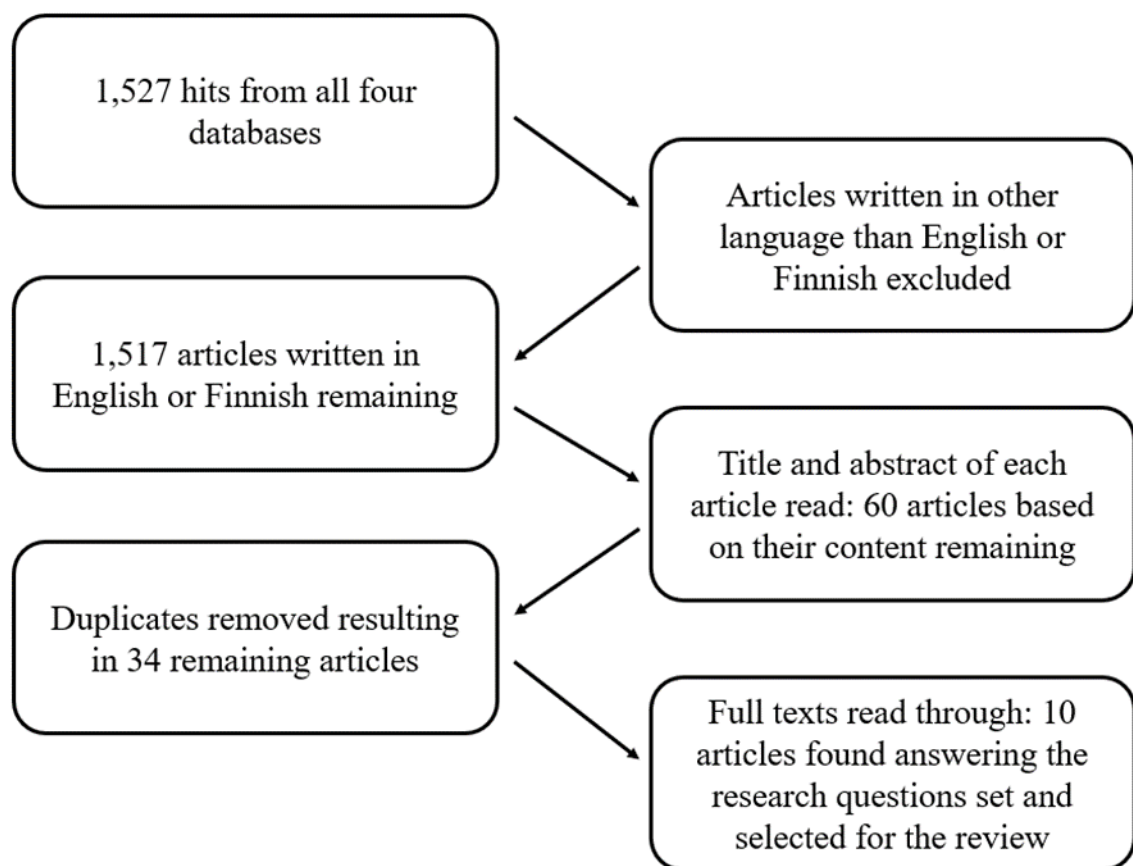 1,527 hits from all four
databases
Articles written in other
language than English or
Finnish excluded
1,517 articles written in
English or Finnish remaining
Title and abstract of each
article read: 60 articles based
on their content remaining
Duplicates removed resulting
in 34 remaining articles
Full texts read through: 10
articles found answering the
research questions set and
selected for the review